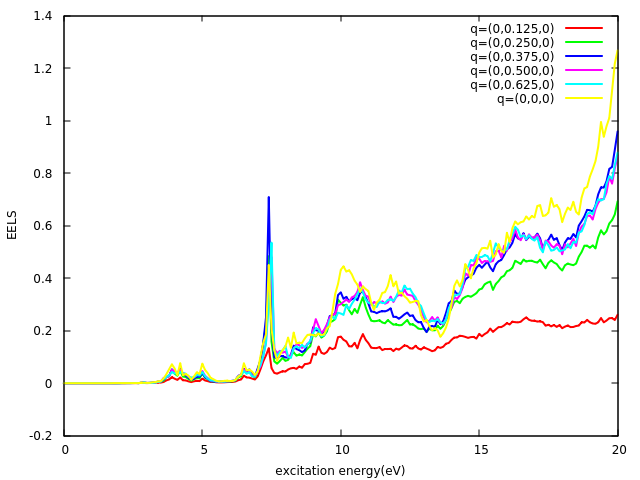 1.4
1.2
1
0.8
0.6
0.4
0.2
0
-0.2
EELS
q=(0,0.125,0)
q=(0,0.250,0)
q=(0,0.375,0)
q=(0,0.500,0)
q=(0,0.625,0)
q=(0,0,0)
0 5 10 15 20
excitation energy(eV)